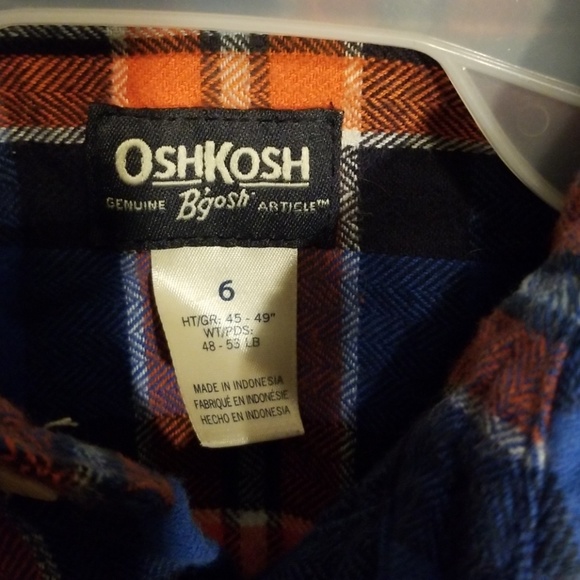 OSHKOSH
GENUINE B'gosh ARTICLE™
6
HT/GR: 45 - 49"
WT/PDS:
48 - 53 LB
MADE IN INDONESIA
FABRIQUÉ EN INDONÉSIE
HECHO EN INDONESIA